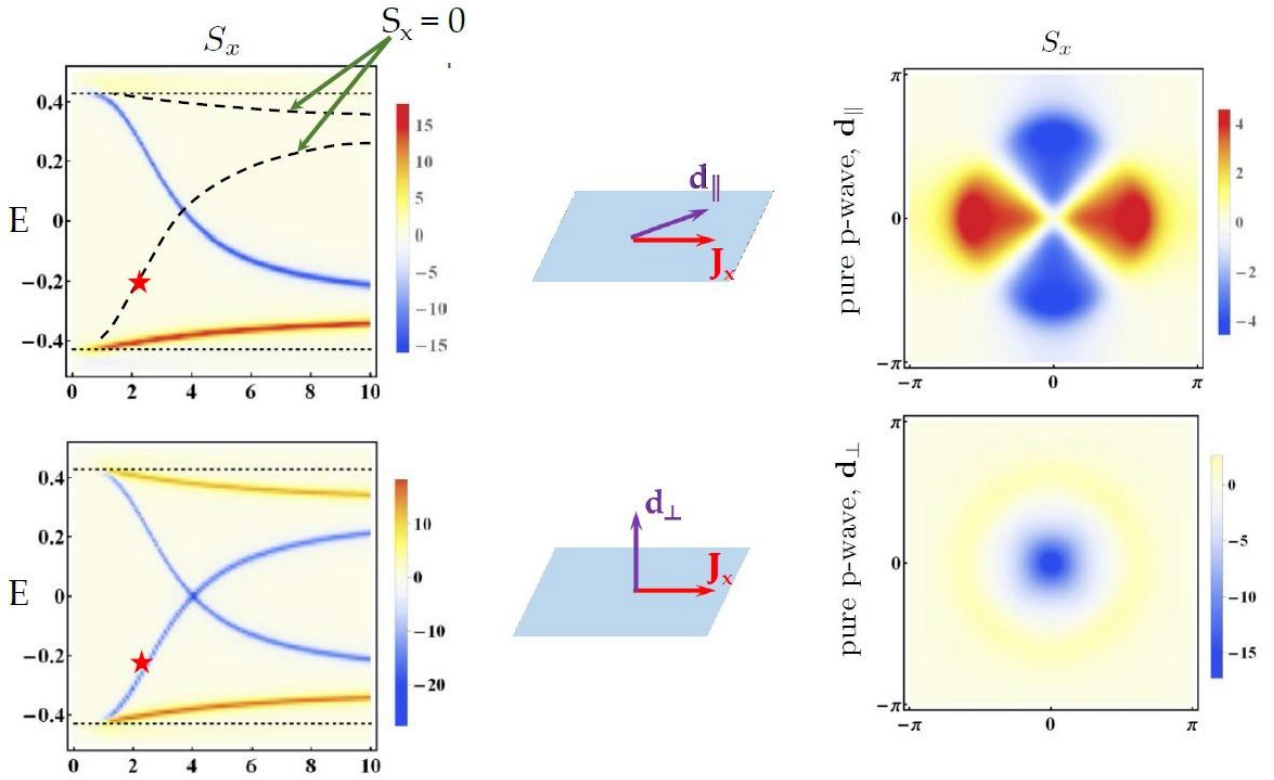 S_x = 0
S_x
E
0.4
0.2
0
−0.2
−0.4
0 2 4 6 8 10
15
10
5
0
−5
−10
−15
d_∥
J_x
S_x
pure p-wave, d_∥
π
0
−π
−π 0 π
4
2
0
−2
−4
E
0.4
0.2
0
−0.2
−0.4
0 2 4 6 8 10
10
0
−10
−20
d_⊥
J_x
pure p-wave, d_⊥
π
0
−π
−π 0 π
0
−5
−10
−15